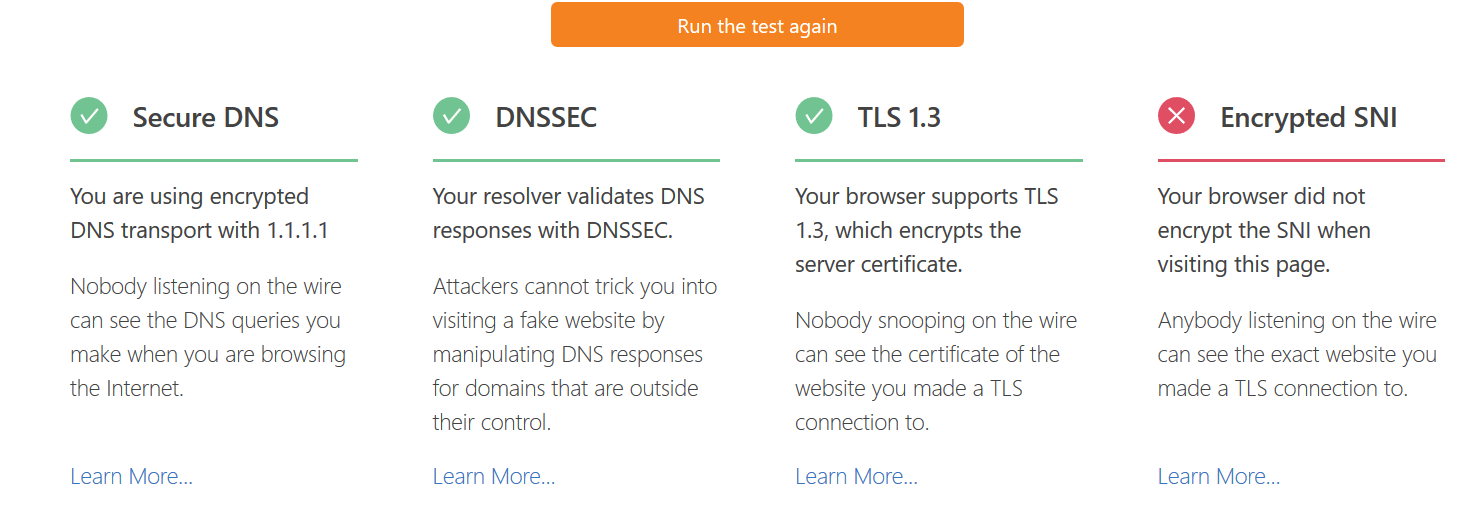 Run the test again
Secure DNS
You are using encrypted
DNS transport with 1.1.1.1
Nobody listening on the wire
can see the DNS queries you
make when you are browsing
the Internet.
Learn More...
DNSSEC
Your resolver validates DNS
responses with DNSSEC.
Attackers cannot trick you into
visiting a fake website by
manipulating DNS responses
for domains that are outside
their control.
Learn More...
TLS 1.3
Your browser supports TLS
1.3, which encrypts the
server certificate.
Nobody snooping on the wire
can see the certificate of the
website you made a TLS
connection to.
Learn More...
Encrypted SNI
Your browser did not
encrypt the SNI when
visiting this page.
Anybody listening on the wire
can see the exact website you
made a TLS connection to.
Learn More...